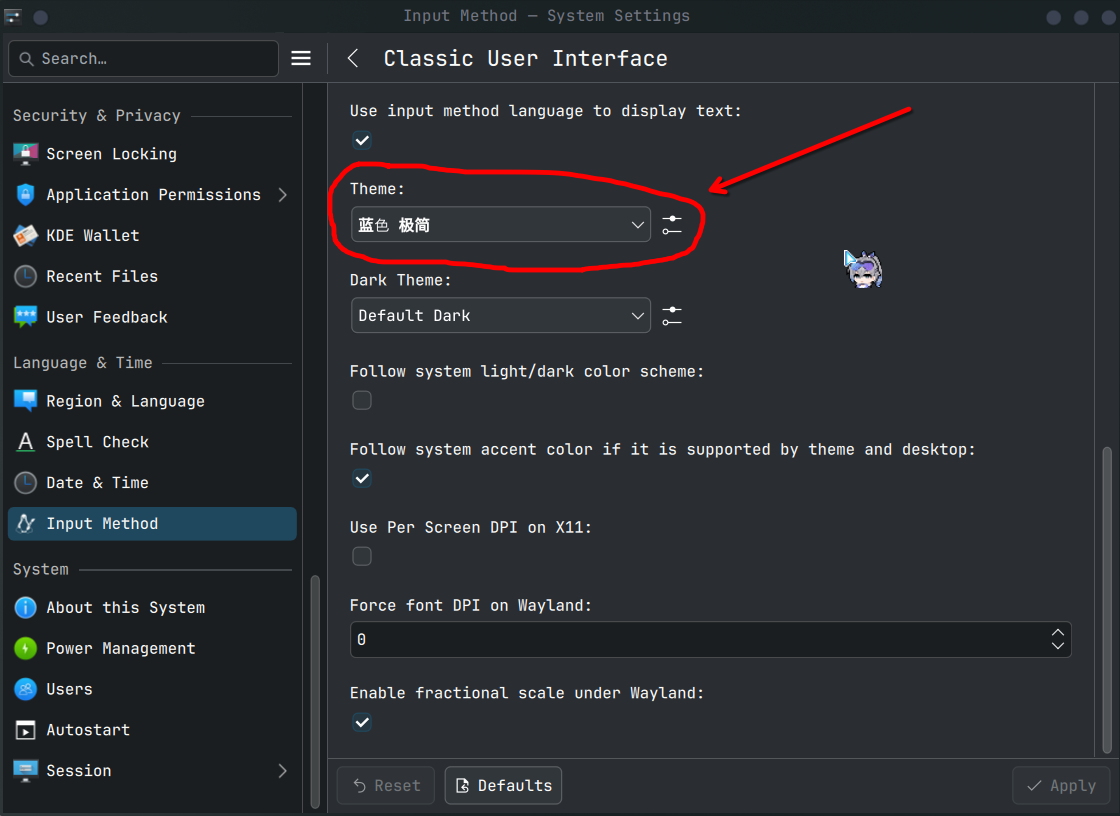 Input Method — System Settings
Search…
Classic User Interface
Security & Privacy
Screen Locking
Application Permissions
KDE Wallet
Recent Files
User Feedback
Language & Time
Region & Language
Spell Check
Date & Time
Input Method
System
About this System
Power Management
Users
Autostart
Session
Use input method language to display text:
Theme:
蓝色 极简
Dark Theme:
Default Dark
Follow system light/dark color scheme:
Follow system accent color if it is supported by theme and desktop:
Use Per Screen DPI on X11:
Force font DPI on Wayland:
0
Enable fractional scale under Wayland:
Reset
Defaults
Apply